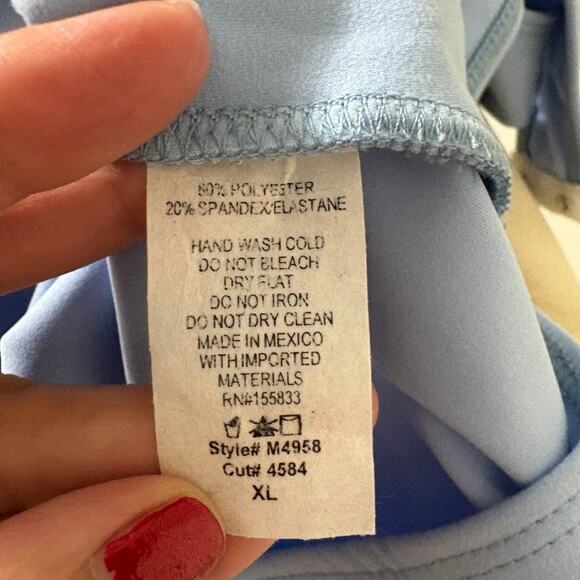 80% POLYESTER
20% SPANDEX/ELASTANE
HAND WASH COLD
DO NOT BLEACH
DRY FLAT
DO NOT IRON
DO NOT DRY CLEAN
MADE IN MEXICO
WITH IMPORTED
MATERIALS
RN#155833
Style# M4958
Cut# 4584
XL